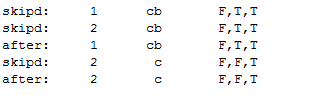 skipd: 1 cb F,T,T
skipd: 2 cb F,T,T
after: 1 cb F,T,T
skipd: 2 c F,F,T
after: 2 c F,F,T